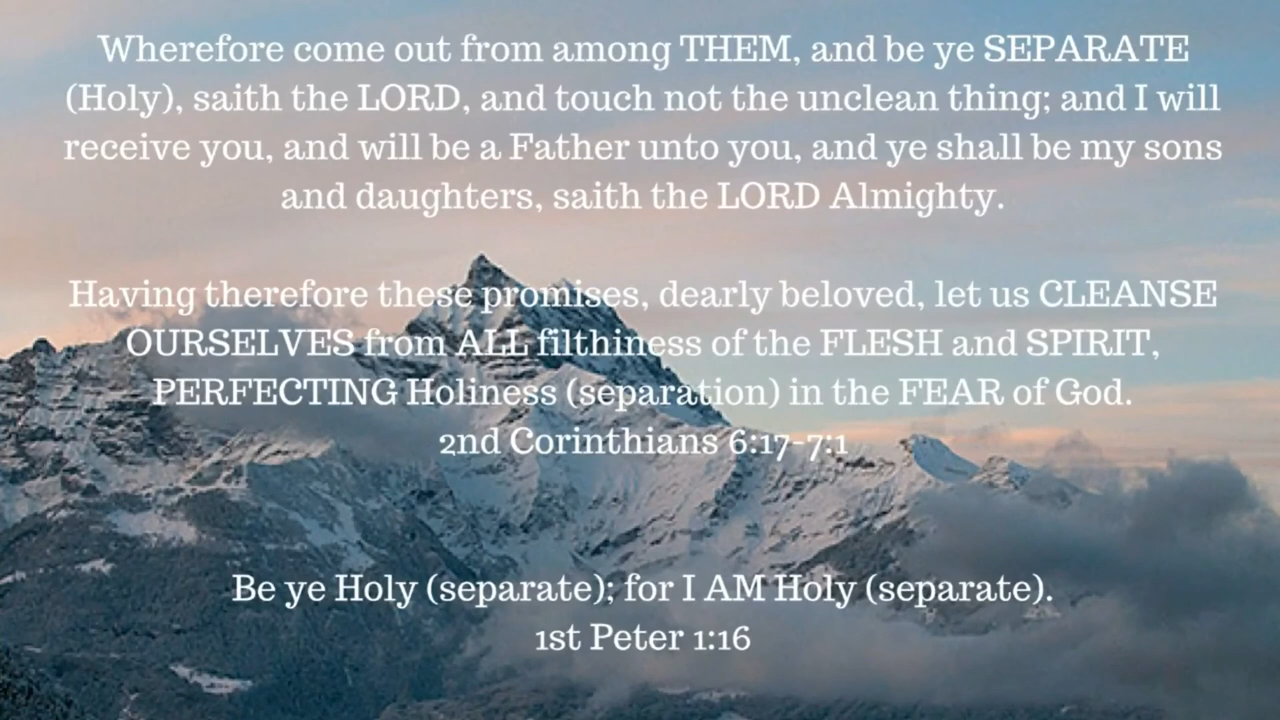 Wherefore come out from among THEM, and be ye SEPARATE
(Holy), saith the LORD, and touch not the unclean thing; and I will
receive you, and will be a Father unto you, and ye shall be my sons
and daughters, saith the LORD Almighty.
Having therefore these promises, dearly beloved, let us CLEANSE
OURSELVES from ALL filthiness of the FLESH and SPIRIT,
PERFECTING Holiness (separation) in the FEAR of God.
2nd Corinthians 6:17-7:1
Be ye Holy (separate); for I AM Holy (separate).
1st Peter 1:16